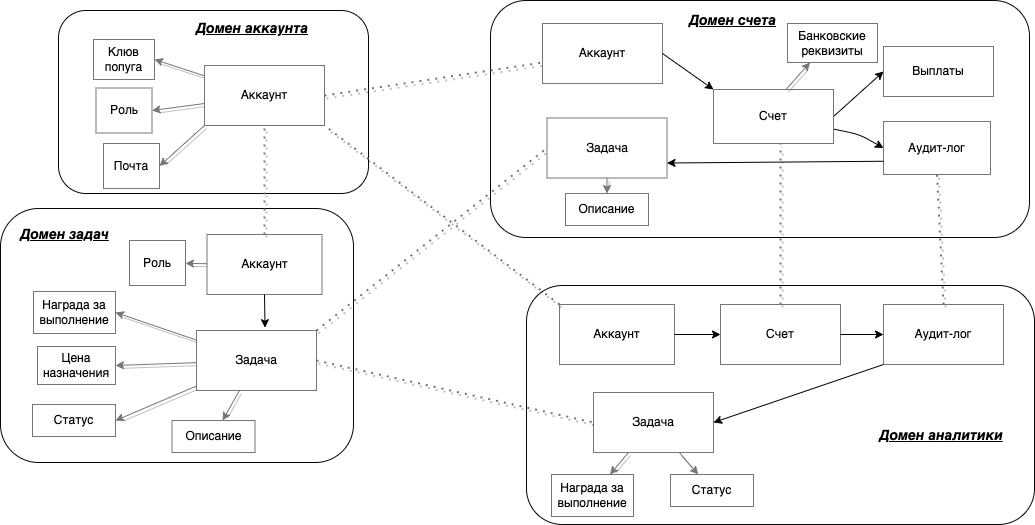 Домен аккаунта
Клюв
попуга
Аккаунт
Роль
Почта
Домен счета
Аккаунт
Банковские
реквизиты
Выплаты
Счет
Задача
Аудит-лог
Описание
Домен задач
Роль
Аккаунт
Награда за
выполнение
Задача
Цена
назначения
Статус
Описание
Аккаунт
Счет
Аудит-лог
Задача
Домен аналитики
Награда за
выполнение
Статус